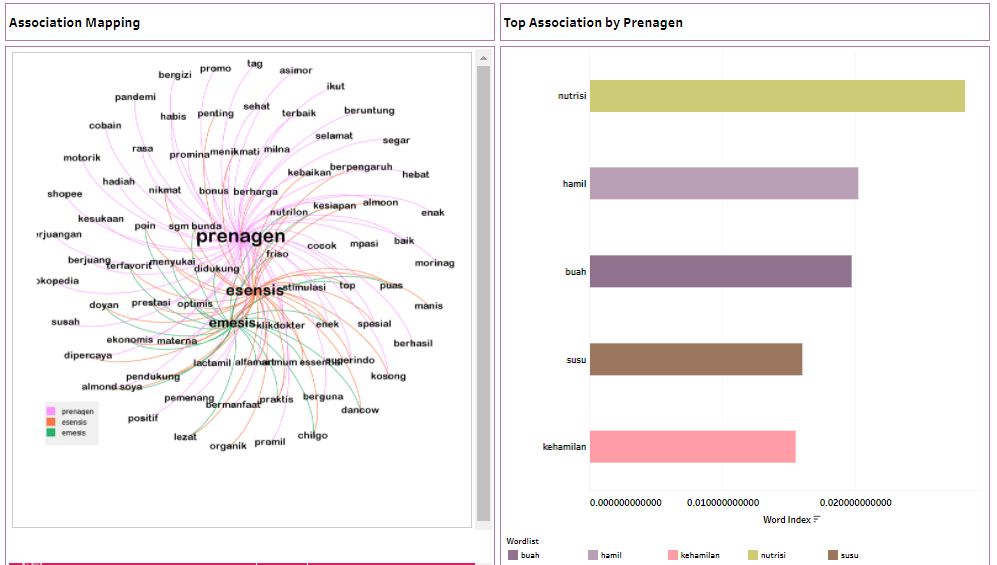 Association Mapping
Top Association by Prenagen
tag
promo
asimor
bergizi
ikut
pandemi
sehat
beruntung
habis
penting
terbaik
cobain
selamat
segar
rasa
promina
menikmati
milna
motorik
kebaikan
berpengaruh
hebat
hadiah
nikmat
bonus
berharga
shopee
kesiapan
almoon
nutrilon
enak
kesukaan
poin
sgm
bunda
erjuangan
prenagen
cocok
mpasi
baik
friso
berjuang
terfavorit
menyukai
didukung
morinag
okopedia
esensis
stimulasi
top
puas
doyan
prestasi
optimis
manis
susah
emesis
klikdokter
enek
spesial
ekonomis
materna
berhasil
dipercaya
lactamil
superindo
pendukung
kosong
almond
soya
pemenang
bermanfaat
praktis
berguna
dancow
positif
lezat
organik
promil
chilgo
prenagen
esensis
emesis
nutrisi
hamil
buah
susu
kehamilan
0.000000000000
0.010000000000
0.020000000000
Word Index
Wordlist
buah
hamil
kehamilan
nutrisi
susu